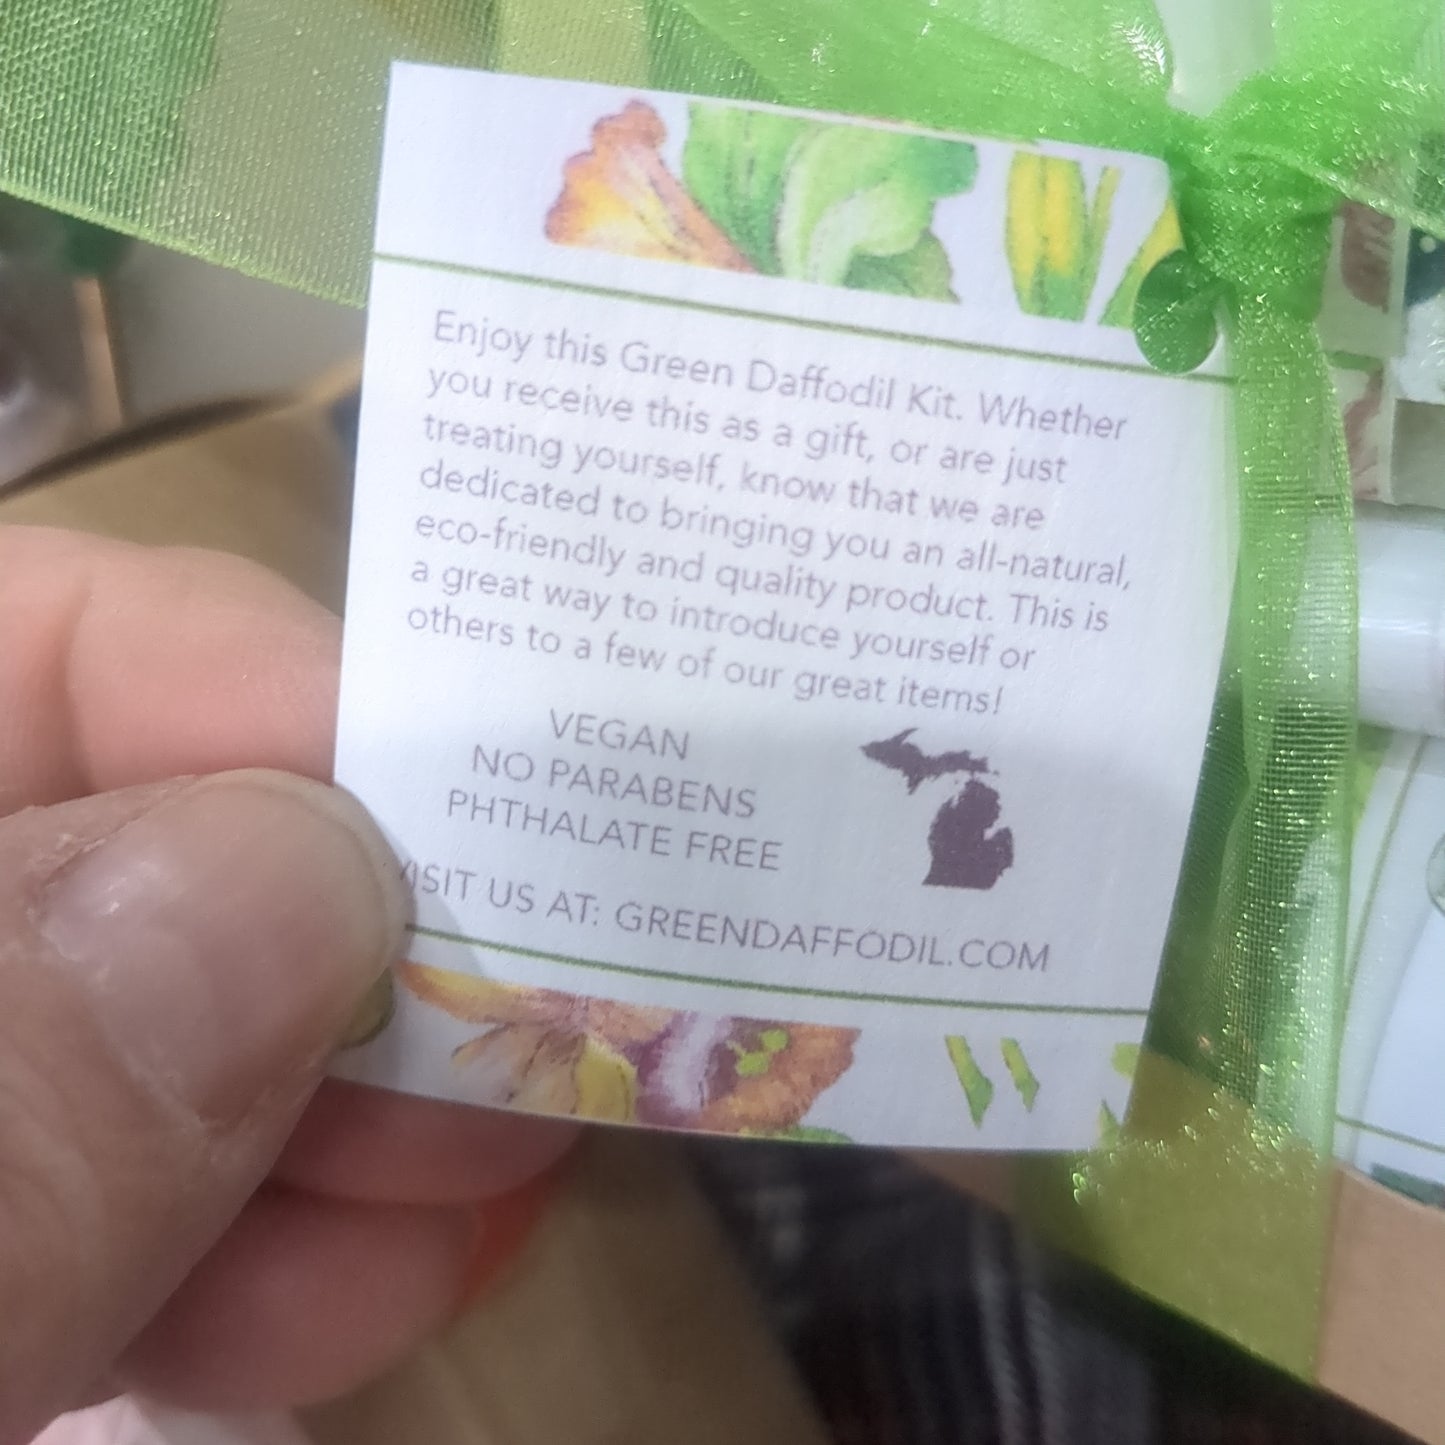 Enjoy this Green Daffodil Kit. Whether
you receive this as a gift, or are just
treating yourself, know that we are
dedicated to bringing you an all-natural,
eco-friendly and quality product. This is
a great way to introduce yourself or
others to a few of our great items!
VEGAN
NO PARABENS
PHTHALATE FREE
VISIT US AT: GREENDAFFODIL.COM